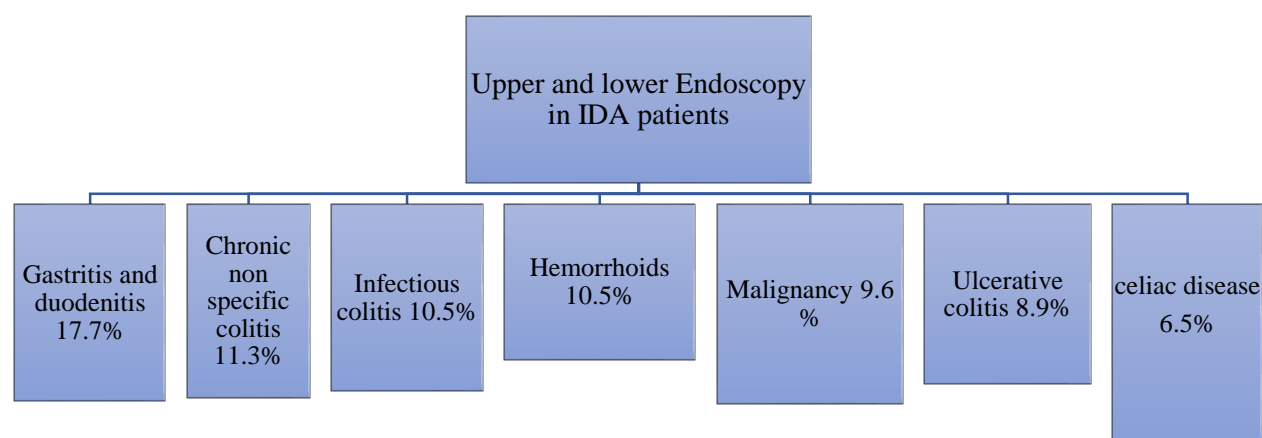 Upper and lower Endoscopy
in IDA patients
Gastritis and
duodenitis
17.7%
Chronic
non
specific
colitis
11.3%
Infectious
colitis 10.5%
Hemorrhoids
10.5%
Malignancy 9.6
%
Ulcerative
colitis 8.9%
celiac disease
6.5%